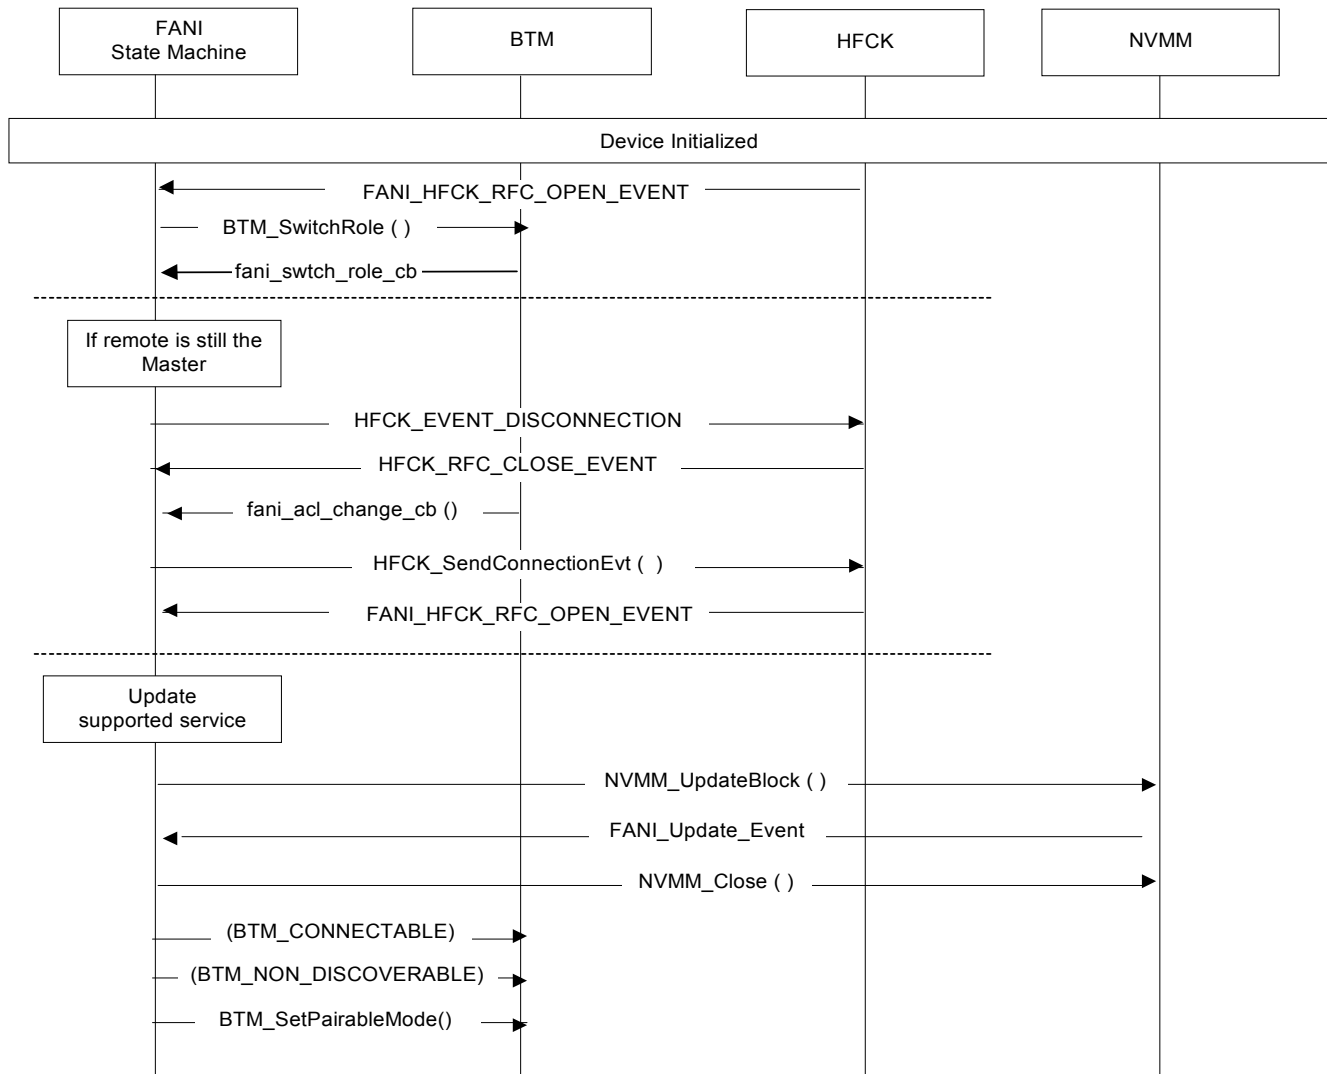 FANI
State Machine
BTM
HFCK
NVMM
Device Initialized
FANI_HFCK_RFC_OPEN_EVENT
BTM_SwitchRole ( )
fani_swtch_role_cb
If remote is still the
Master
HFCK_EVENT_DISCONNECTION
HFCK_RFC_CLOSE_EVENT
fani_acl_change_cb ()
HFCK_SendConnectionEvt ( )
FANI_HFCK_RFC_OPEN_EVENT
Update
supported service
NVMM_UpdateBlock ( )
FANI_Update_Event
NVMM_Close ( )
(BTM_CONNECTABLE)
(BTM_NON_DISCOVERABLE)
BTM_SetPairableMode()